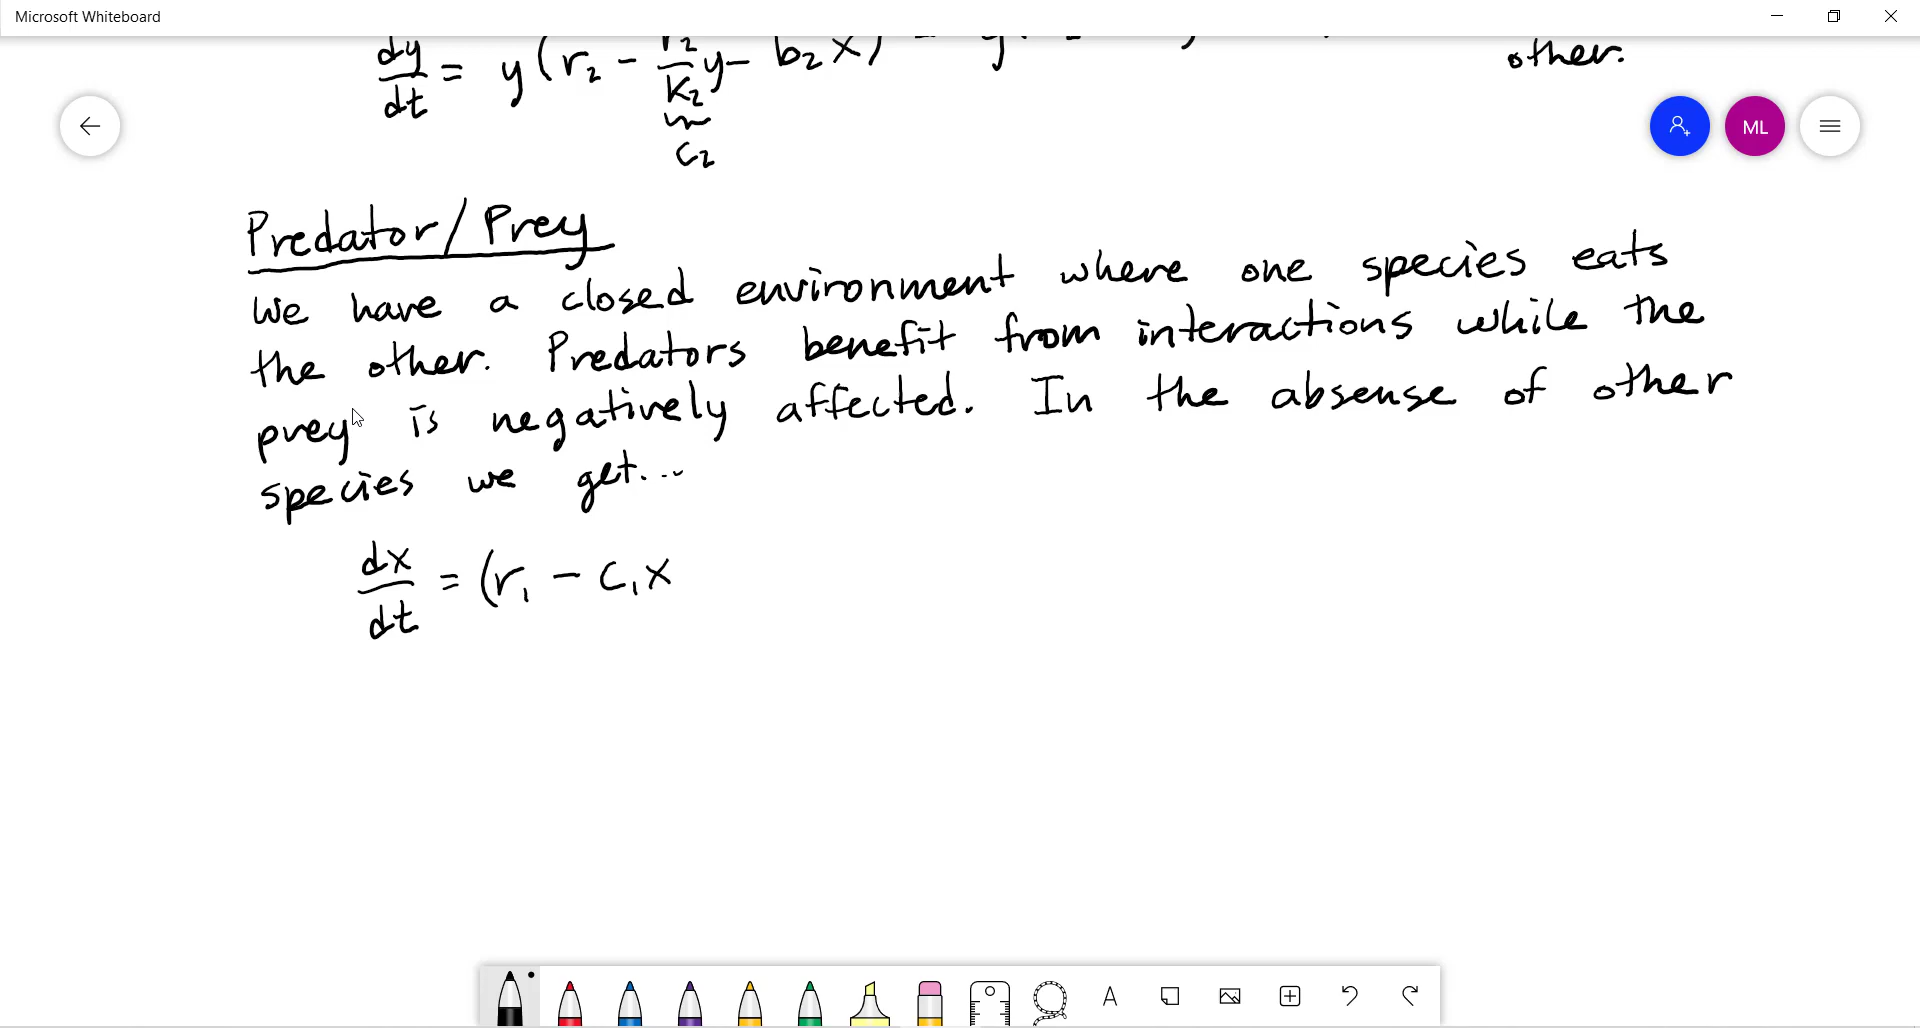 Microsoft Whiteboard
dy/dt = y(r₂ - r₂/K₂ y - b₂x)
other.
c₂
ML
Predator/Prey
We have a closed environment where one species eats
the other. Predators benefit from interactions while the
prey is negatively affected. In the absense of other
species we get...
dx/dt = (r₁ - c₁x
A